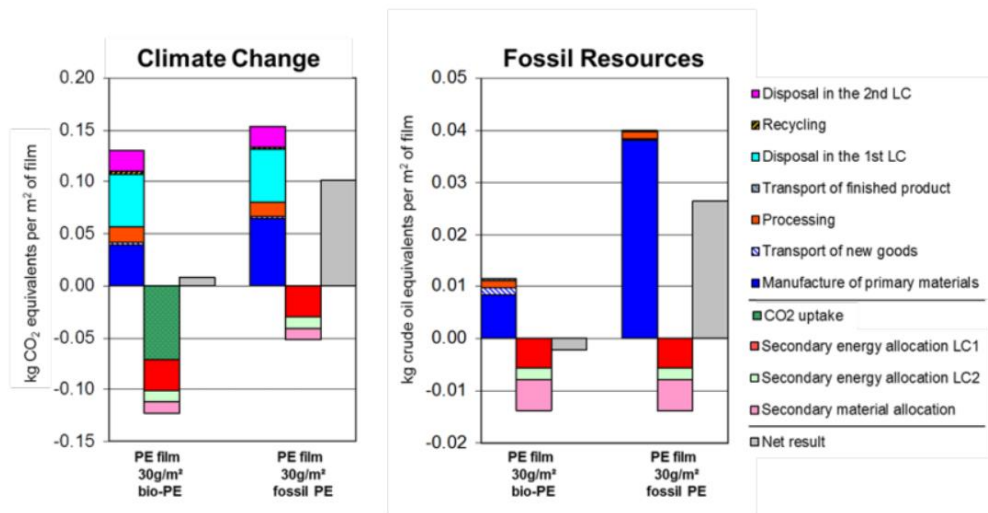 Climate Change
kg CO₂ equivalents per m² of film
0.20
0.15
0.10
0.05
0.00
-0.05
-0.10
-0.15
PE film
30g/m²
bio-PE
PE film
30g/m²
fossil PE
Fossil Resources
kg crude oil equivalents per m² of film
0.05
0.04
0.03
0.02
0.01
0.00
-0.01
-0.02
PE film
30g/m²
bio-PE
PE film
30g/m²
fossil PE
Disposal in the 2nd LC
Recycling
Disposal in the 1st LC
Transport of finished product
Processing
Transport of new goods
Manufacture of primary materials
CO2 uptake
Secondary energy allocation LC1
Secondary energy allocation LC2
Secondary material allocation
Net result